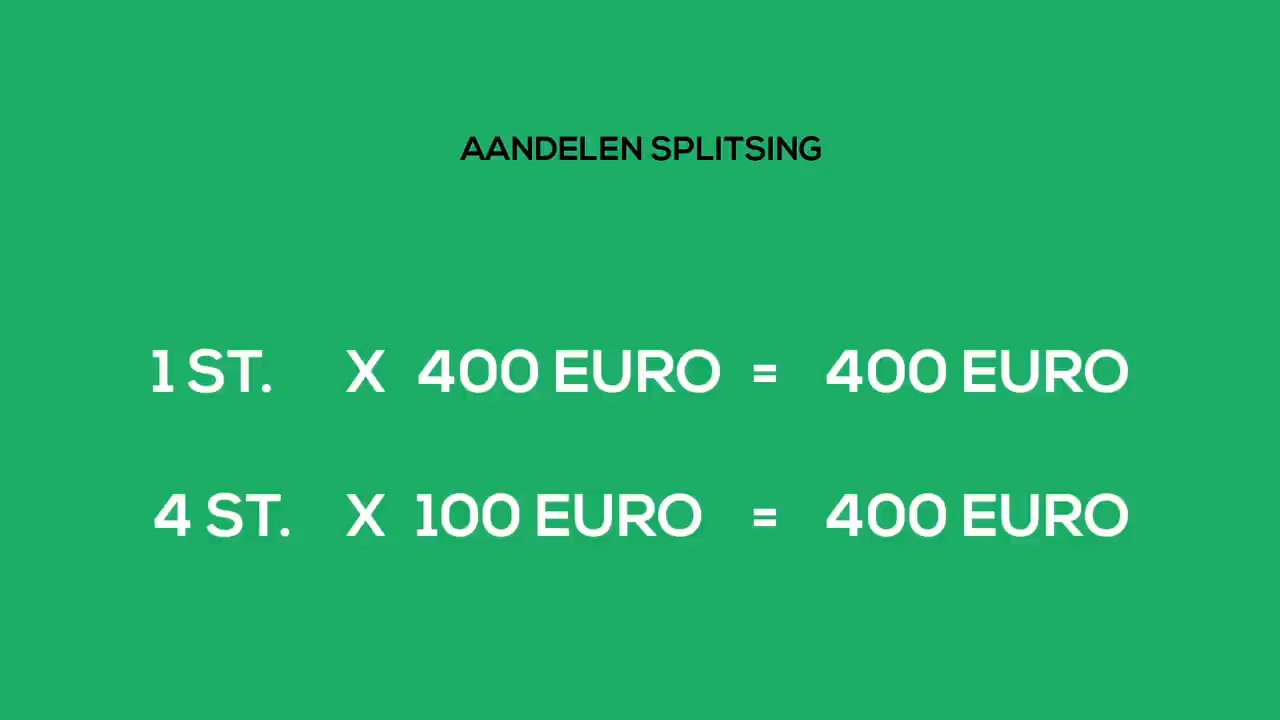 AANDELEN SPLITSING
1 ST. X 400 EURO = 400 EURO
4 ST. X 100 EURO = 400 EURO